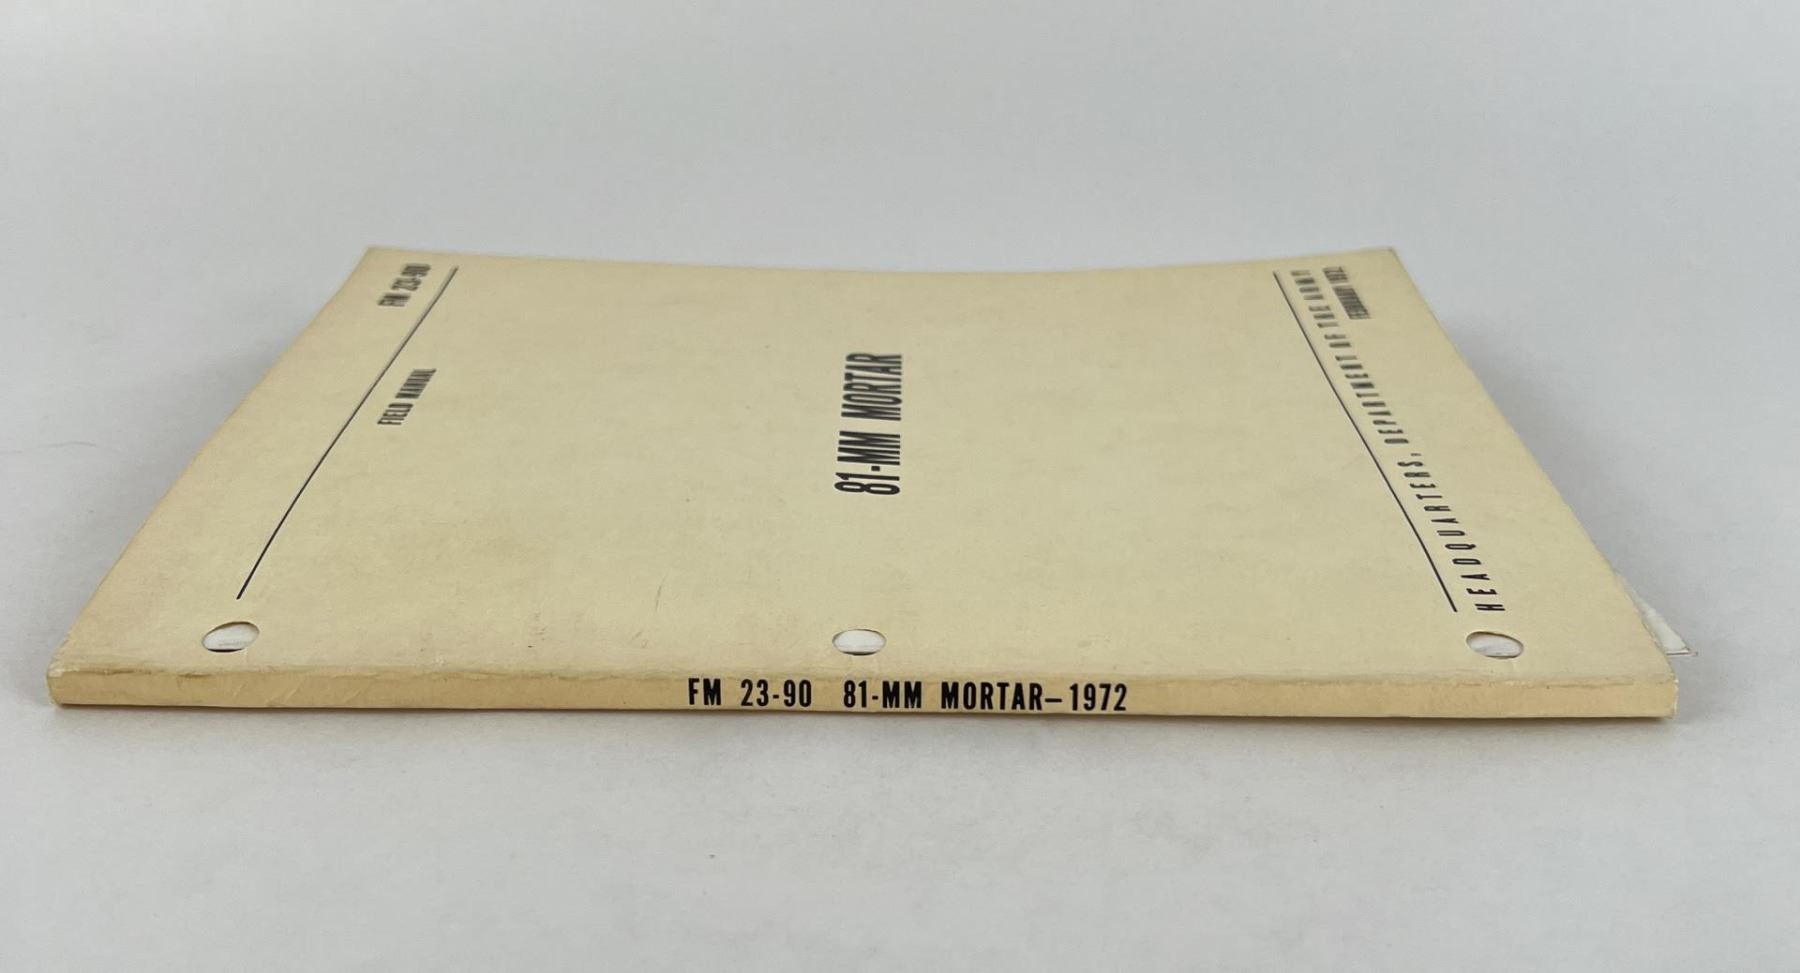 FM 23-90
FIELD MANUAL
81-MM MORTAR
HEADQUARTERS, DEPARTMENT OF THE ARMY
FEBRUARY 1972
FM 23-90 81-MM MORTAR—1972